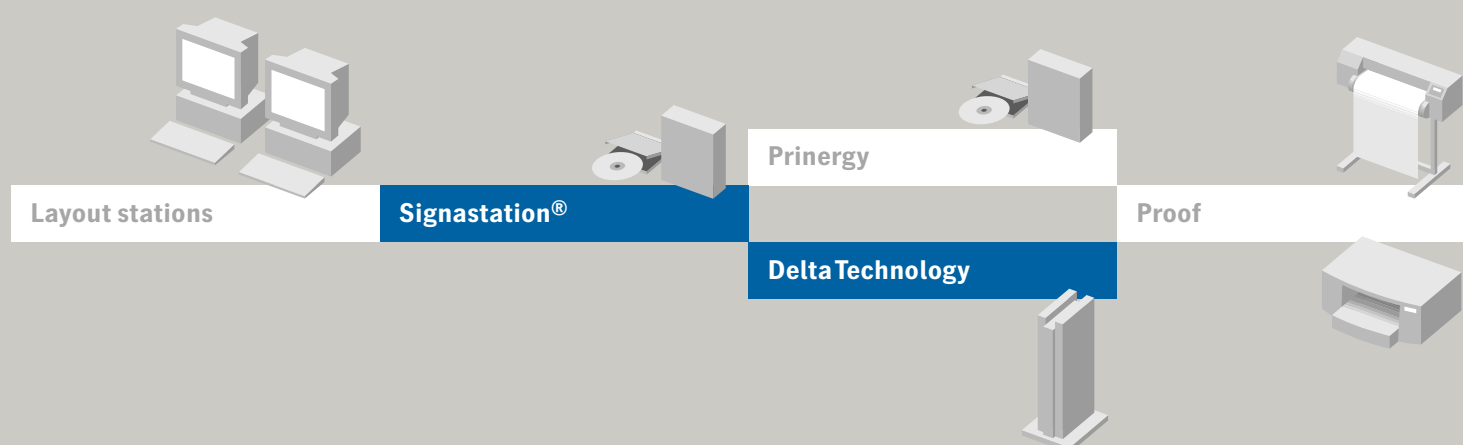 Prinergy
Layout stations
Signastation®
Proof
Delta Technology